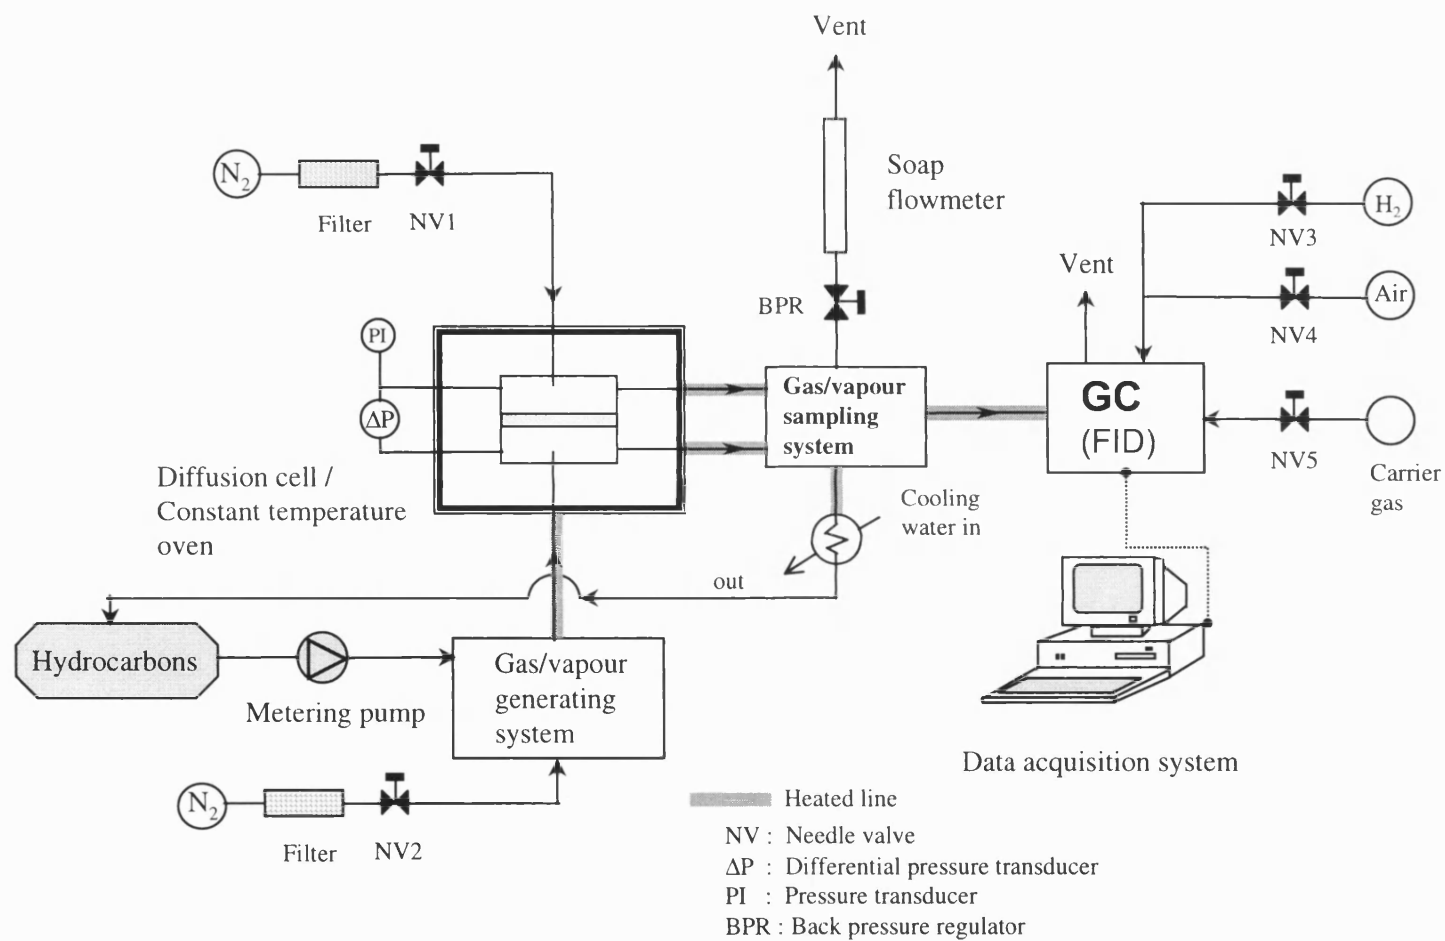 Vent
N2
Filter
NV1
Soap
flowmeter
H2
NV3
Vent
BPR
Air
NV4
PI
ΔP
Gas/vapour
sampling
system
GC
(FID)
NV5
Carrier
gas
Diffusion cell /
Constant temperature
oven
Cooling
water in
out
Hydrocarbons
Metering pump
Gas/vapour
generating
system
Data acquisition system
N2
Filter
NV2
Heated line
NV : Needle valve
ΔP : Differential pressure transducer
PI : Pressure transducer
BPR : Back pressure regulator